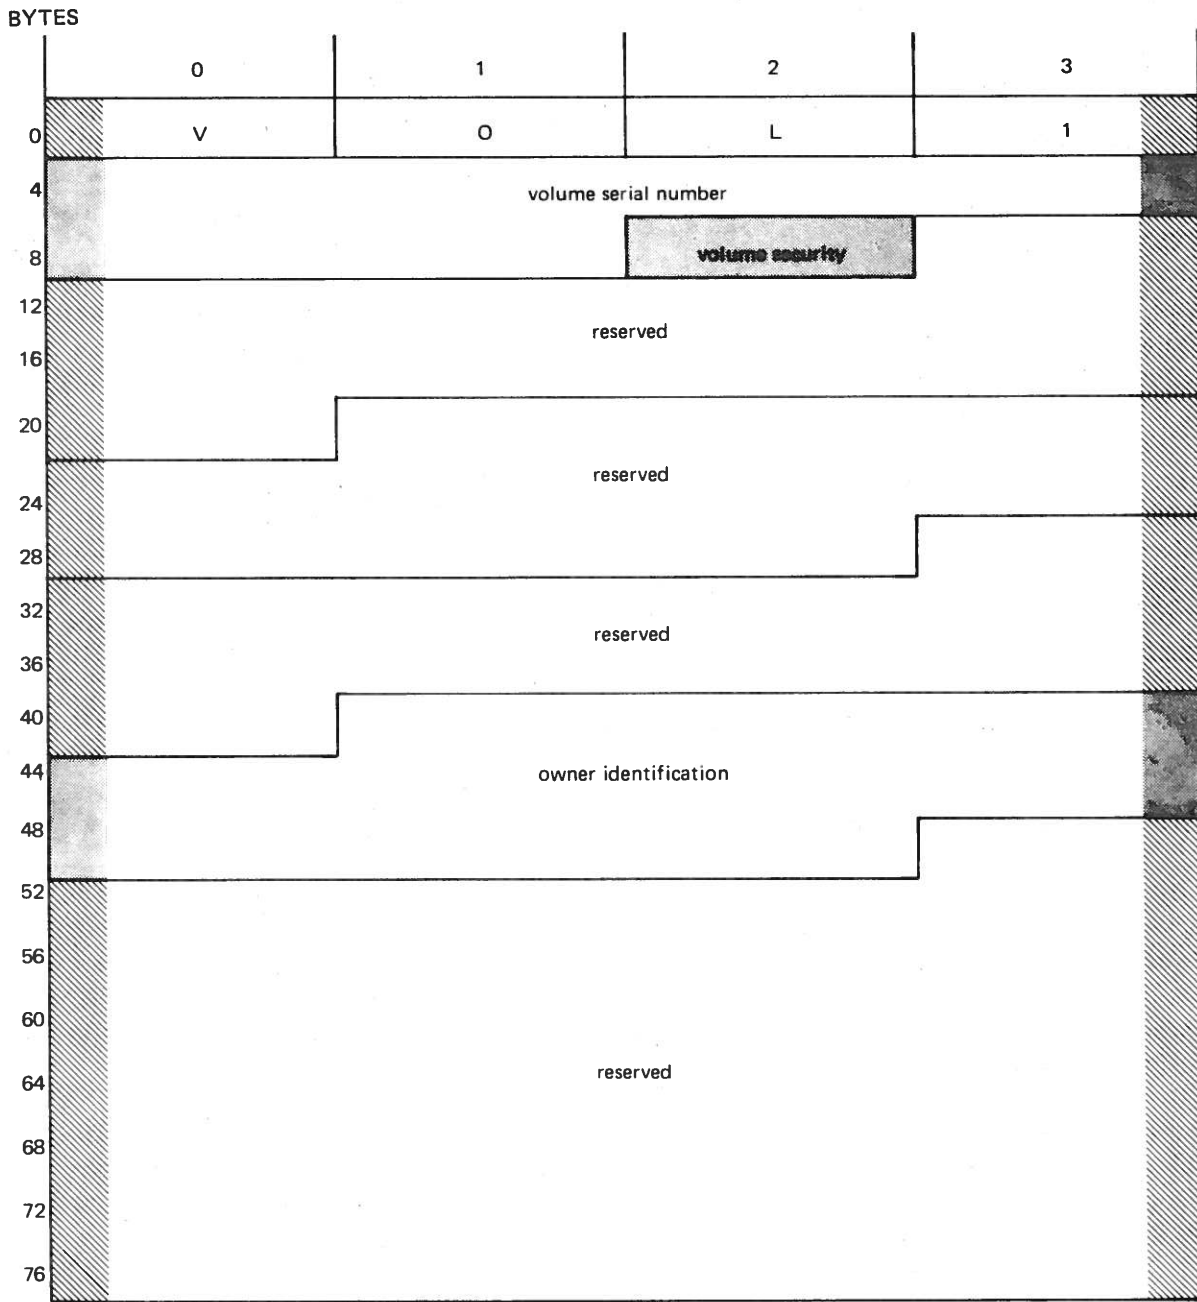 BYTES
0 1 2 3
0 V O L 1
4 volume serial number
8 volume security
12
reserved
16
20
reserved
24
28
32
reserved
36
40
44 owner identification
48
52
56
60
reserved
64
68
72
76